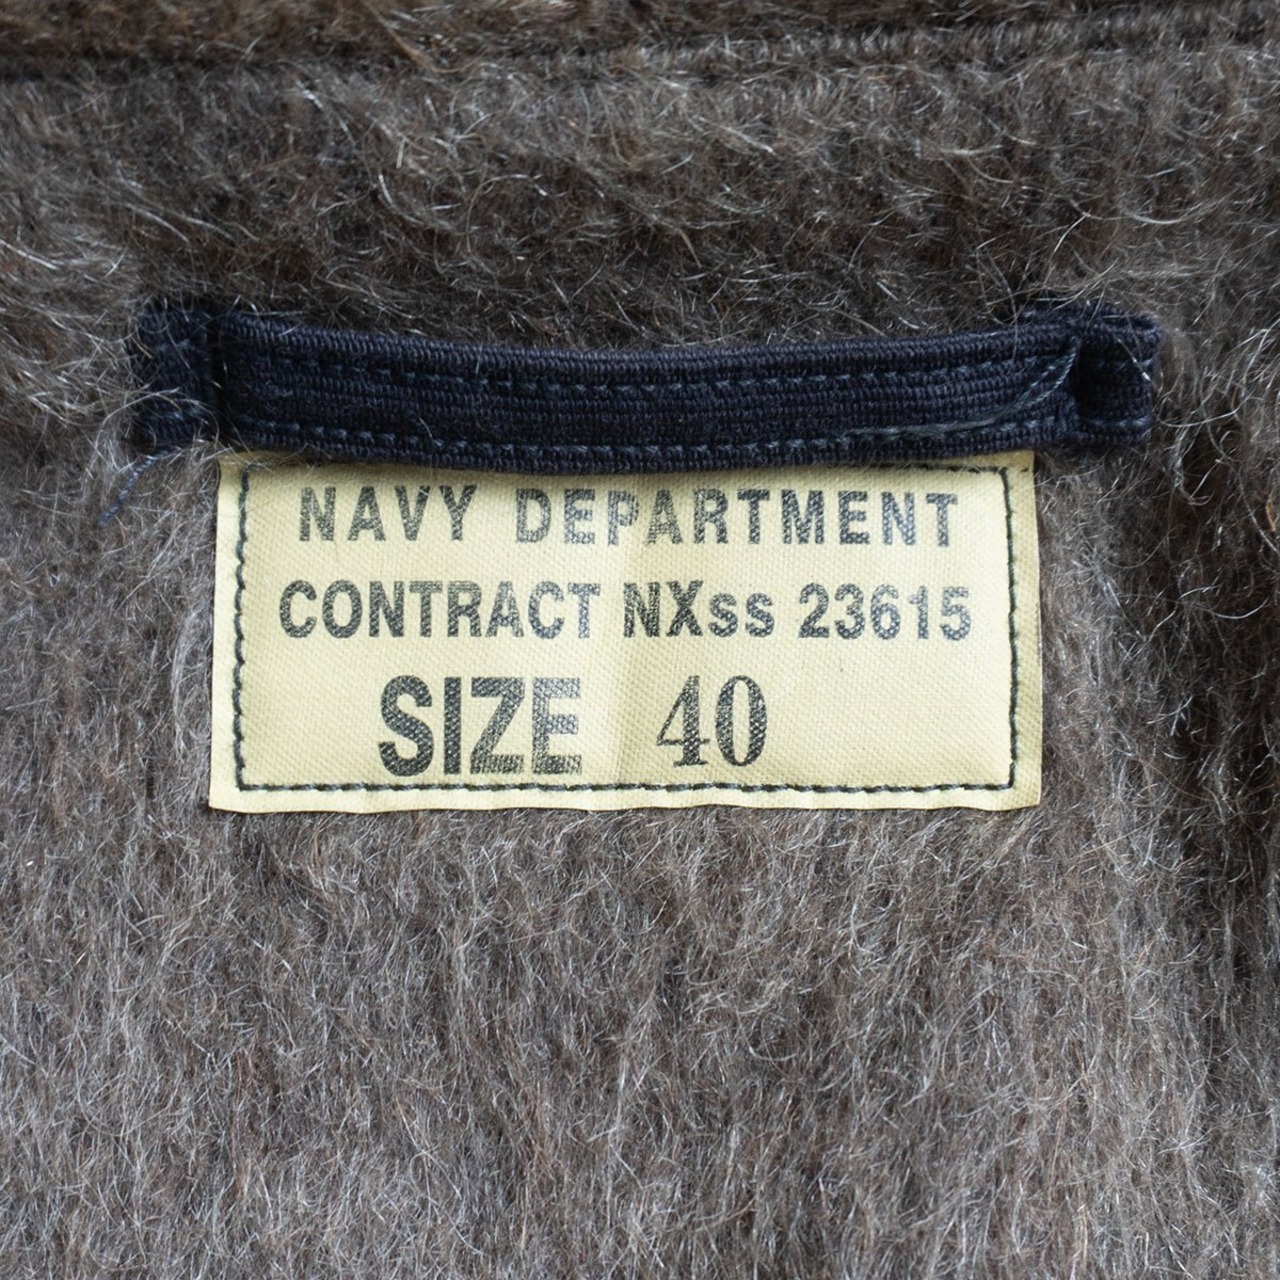 NAVY DEPARTMENT
CONTRACT NXss 23615
SIZE 40